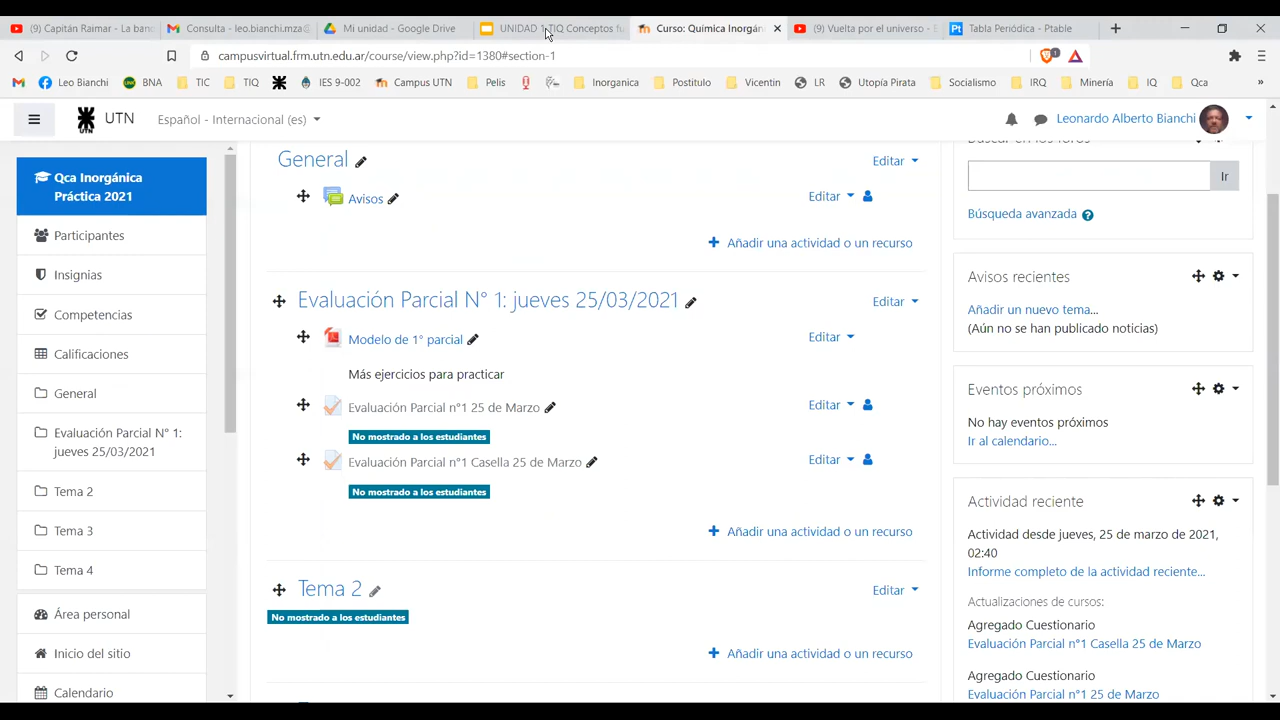 (9) Capitán Raimar - La ban
Consulta - leo.bianchi.mza@
Mi unidad - Google Drive
UNIDAD 1 TIQ Conceptos fu
Curso: Química Inorgán
(9) Vuelta por el universo - E
Tabla Periódica - Ptable
campusvirtual.frm.utn.edu.ar/course/view.php?id=1380#section-1
Leo Bianchi
BNA
TIC
TIQ
IES 9-002
Campus UTN
Pelis
Inorganica
Postitulo
Vicentin
LR
Utopía Pirata
Socialismo
IRQ
Minería
IQ
Qca
UTN
Español - Internacional (es)
Leonardo Alberto Bianchi
Qca Inorgánica
Práctica 2021
Participantes
Insignias
Competencias
Calificaciones
General
Evaluación Parcial N° 1:
jueves 25/03/2021
Tema 2
Tema 3
Tema 4
Área personal
Inicio del sitio
Calendario
General
Editar
Avisos
Editar
+ Añadir una actividad o un recurso
Evaluación Parcial N° 1: jueves 25/03/2021
Editar
Modelo de 1° parcial
Editar
Más ejercicios para practicar
Evaluación Parcial n°1 25 de Marzo
Editar
No mostrado a los estudiantes
Evaluación Parcial n°1 Casella 25 de Marzo
Editar
No mostrado a los estudiantes
+ Añadir una actividad o un recurso
Tema 2
Editar
No mostrado a los estudiantes
+ Añadir una actividad o un recurso
Buscar en los foros
Ir
Búsqueda avanzada
Avisos recientes
Añadir un nuevo tema...
(Aún no se han publicado noticias)
Eventos próximos
No hay eventos próximos
Ir al calendario...
Actividad reciente
Actividad desde jueves, 25 de marzo de 2021,
02:40
Informe completo de la actividad reciente...
Actualizaciones de cursos:
Agregado Cuestionario
Evaluación Parcial n°1 Casella 25 de Marzo
Agregado Cuestionario
Evaluación Parcial n°1 25 de Marzo